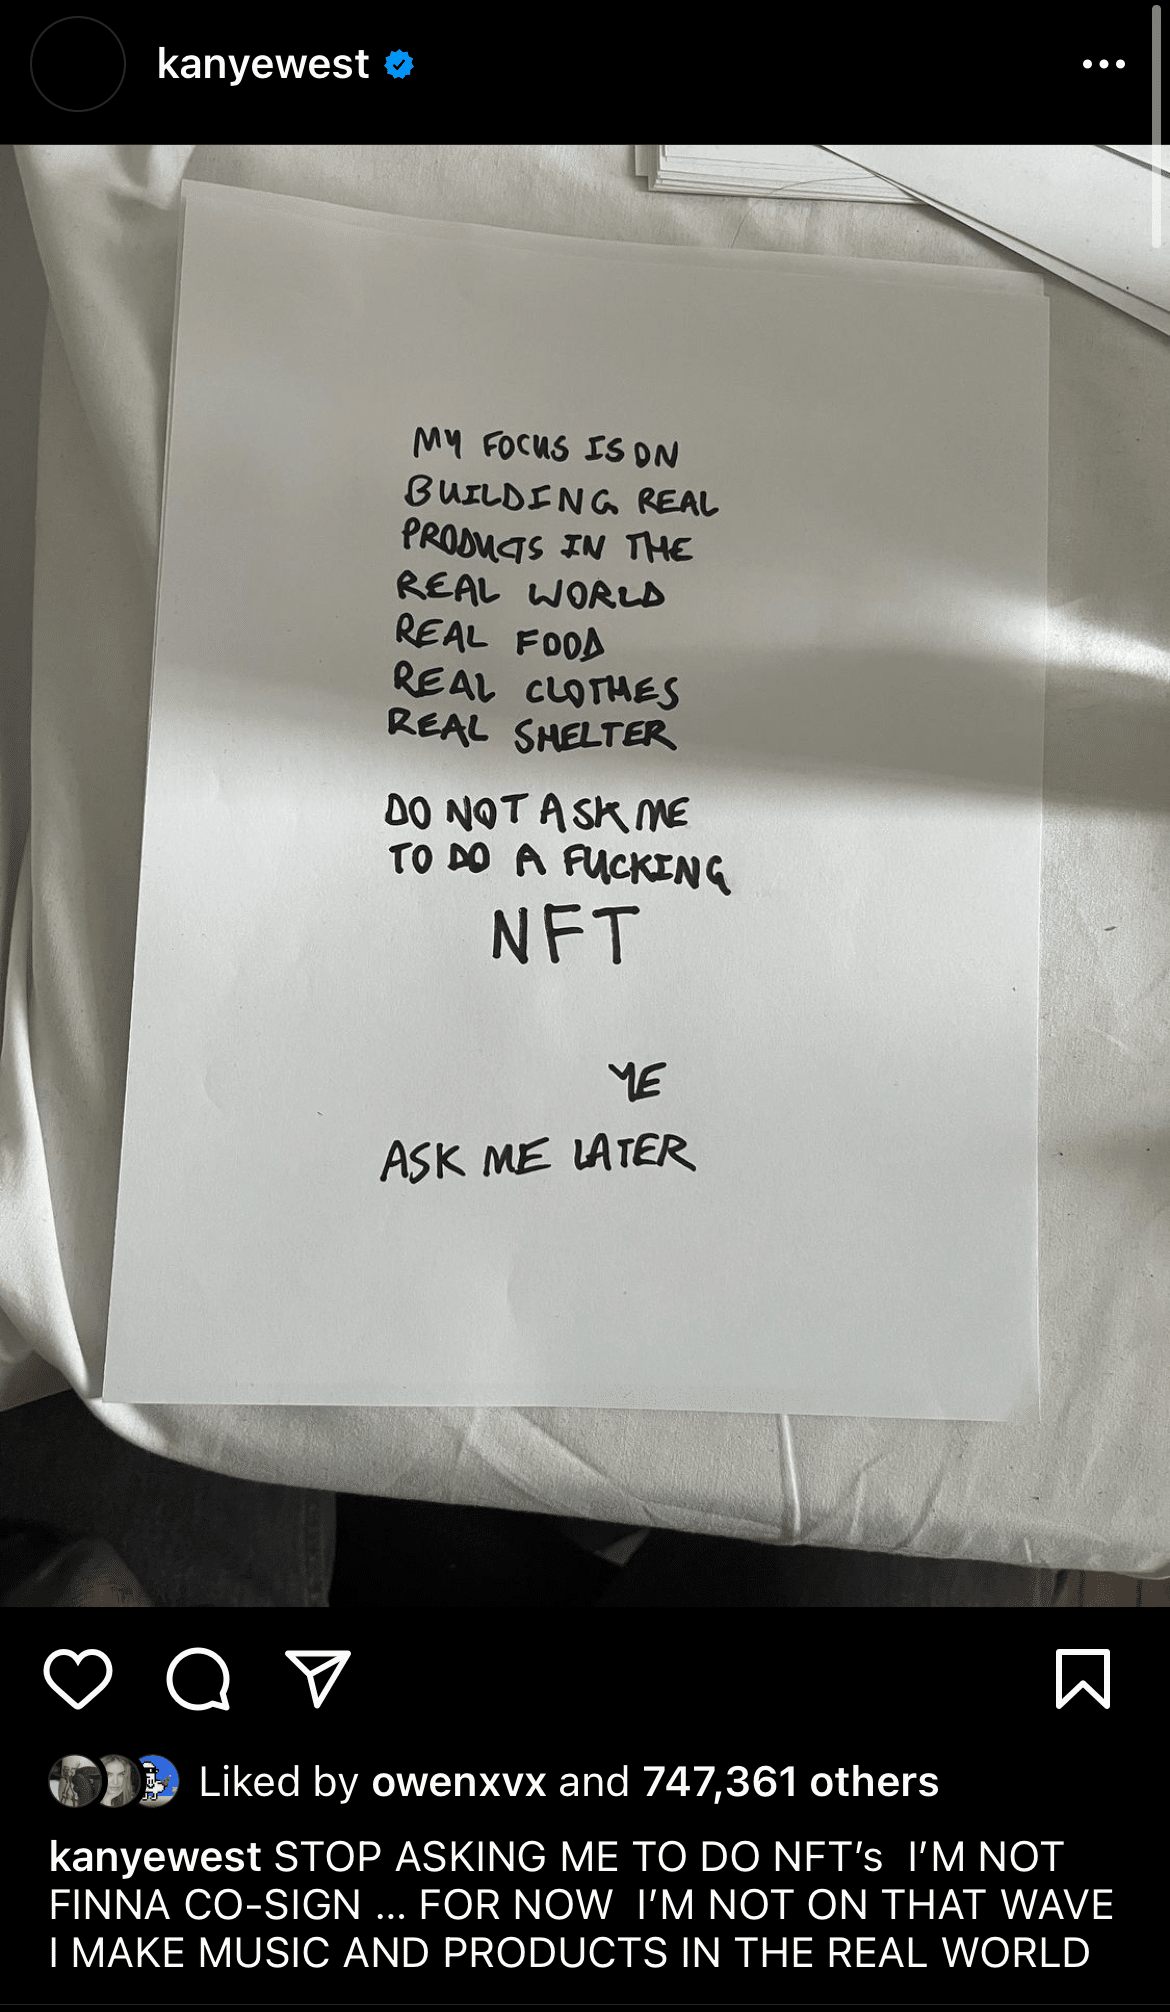 kanyewest
MY FOCUS IS ON
BUILDING REAL
PRODUCTS IN THE
REAL WORLD
REAL FOOD
REAL CLOTHES
REAL SHELTER
DO NOT ASK ME
TO DO A FUCKING
NFT
YE
ASK ME LATER
Liked by owenxvx and 747,361 others
kanyewest STOP ASKING ME TO DO NFT’s  I’M NOT
FINNA CO-SIGN ... FOR NOW  I’M NOT ON THAT WAVE
I MAKE MUSIC AND PRODUCTS IN THE REAL WORLD